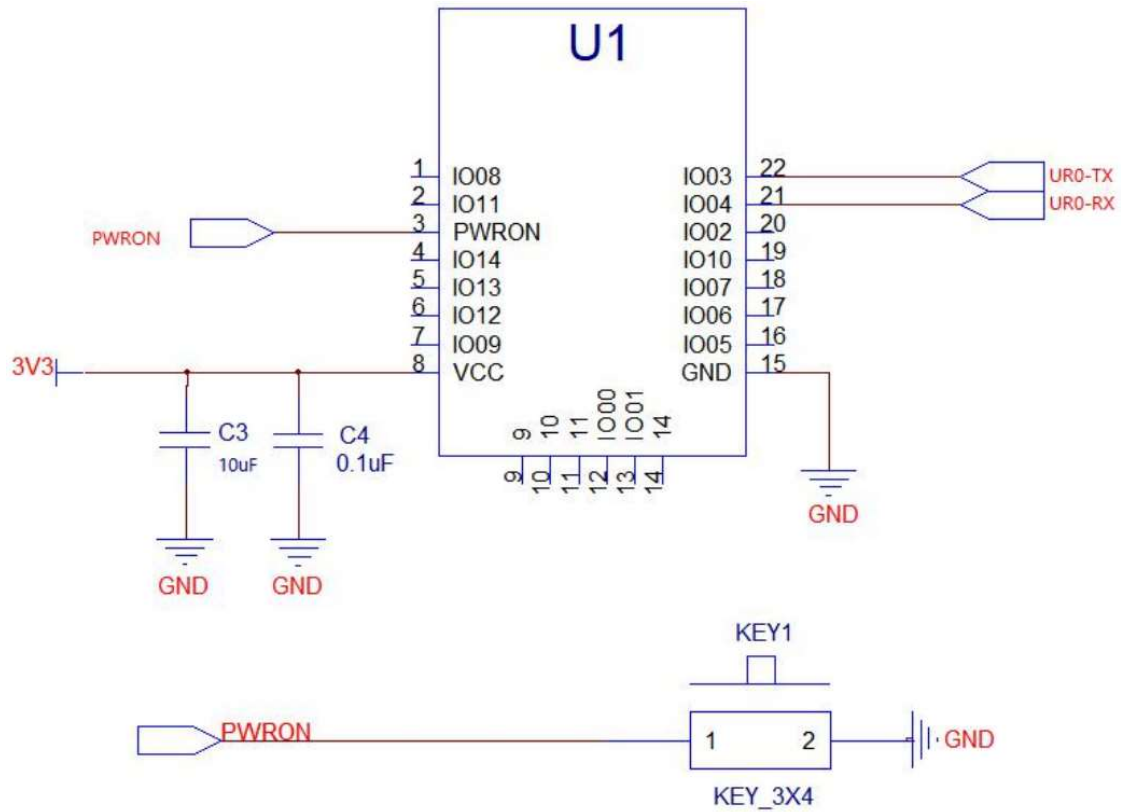 U1
1 IO08 IO03 22 UR0-TX
2 IO11 IO04 21 UR0-RX
PWRON 3 PWRON IO02 20
4 IO14 IO10 19
5 IO13 IO07 18
6 IO12 IO06 17
7 IO09 IO05 16
3V3 8 VCC GND 15
9 10 11 IO00 IO01 14
9 10 11 12 13 14
C3 C4
10uF 0.1uF
GND
GND GND
KEY1
PWRON
1 2 GND
KEY_3X4